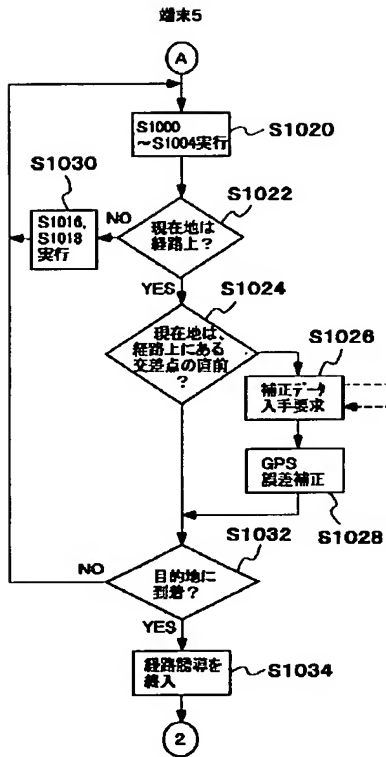 端末5
A
S1000
～S1004実行
S1020
S1030
S1016,
S1018
実行
NO
現在地は
経路上？
S1022
YES
S1024
現在地は、
経路上にある
交差点の直前
？
S1026
補正データ
入手要求
GPS
誤差補正
S1028
S1032
NO
目的地に
到着？
YES
経路誘導を
終入
S1034
2